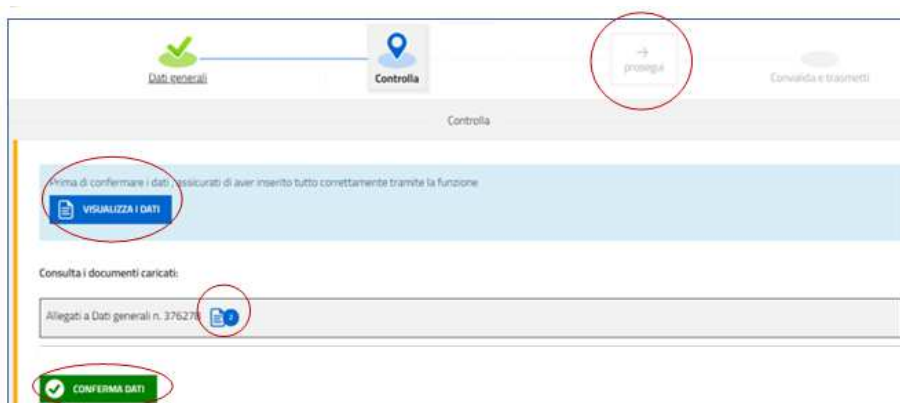 Dati generali
Controlla
prosegui
Convalida e trasmetti
Controlla
Prima di confermare i dati, assicurati di aver inserito tutto correttamente tramite la funzione
VISUALIZZA I DATI
Consulta i documenti caricati:
Allegati a Dati generali n. 376278 2
CONFERMA DATI